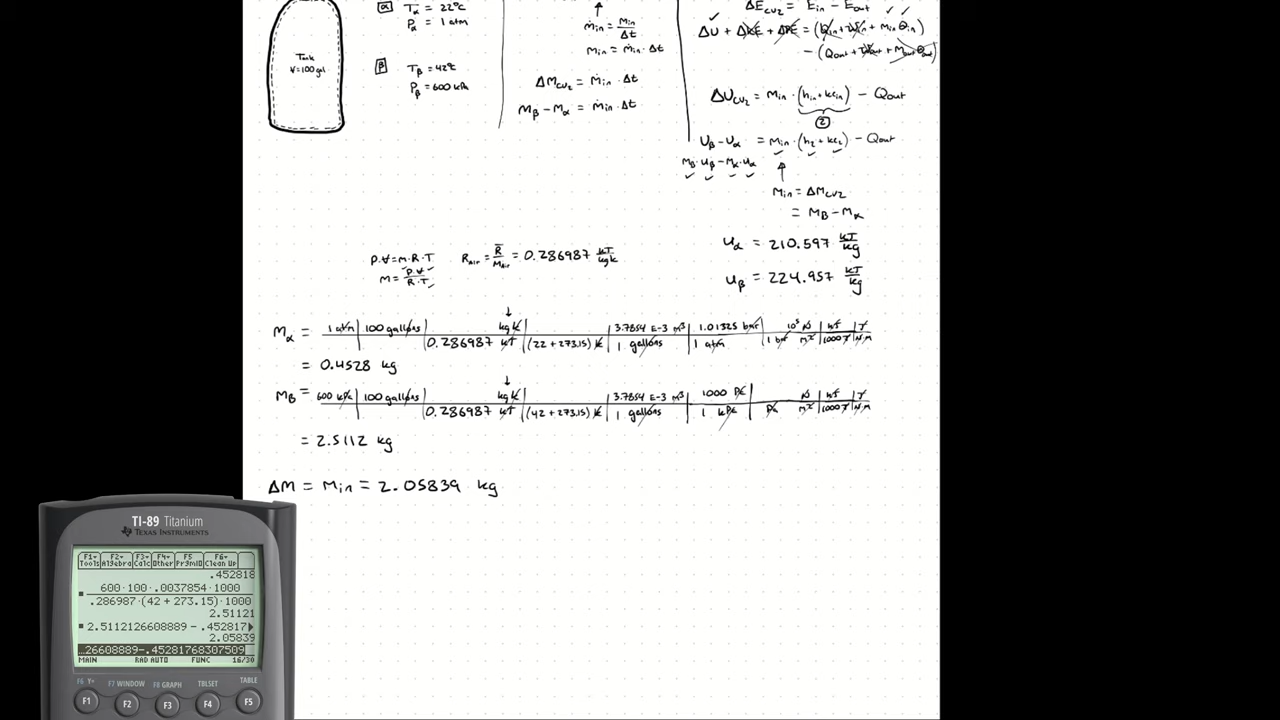 Tank
∀=100gal
α Tα = 22°C
Pα = 1 atm
β Tβ = 42°C
Pβ = 600 kPa
ṁin = Min/Δt
Min = ṁin·Δt
ΔMCV2 = ṁin·Δt
Mβ-Mα = ṁin·Δt
ΔECV2 = Ein - Eout
ΔU + ΔKE + ΔPE = (Qin + Win + Min θin)
- (Qout + Wout + Mout θout)
ΔUCV2 = Min·(hin+kein) - Qout
2
Uβ-Uα = Min·(h2+ke2) - Qout
Mβ·uβ-Mα·uα
Min = ΔMCV2
= MB-Mα
uα = 210.597 kJ/kg
uβ = 224.957 kJ/kg
P·∀=m·R·T
M = P·∀/R·T
Rair = R̄/Mair = 0.286987 kJ/kgK
Mα = 1 atm | 100 gallons | kg K | | 3.7854 E-3 m³ | 1.01325 bar | 10⁵ N | kJ | J
0.286987 kJ | (22+273.15) K | 1 gallons | 1 atm | 1 bar m² | 1000 J | N·m
= 0.4528 kg
MB = 600 kPa | 100 gallons | kg K | | 3.7854 E-3 m³ | 1000 Pa | N | kJ | J
0.286987 kJ | (42+273.15) K | 1 gallons | 1 kPa | Pa m² | 1000 J | N·m
= 2.5112 kg
ΔM = Min = 2.05839 kg
TI-89 Titanium
TEXAS INSTRUMENTS
F1 F2 F3 F4 F5 F6
Tools Algebra Calc Other PrgmIO Clean Up
.452818
600·100·.0037854·1000
.286987·(42+273.15)·1000
2.51121
2.5112126608889 - .452817
2.05839
26608889-.45281768307509
MAIN RAD AUTO FUNC 16/30
F6 Y= F7 WINDOW F8 GRAPH TBLSET TABLE
F1 F2 F3 F4 F5